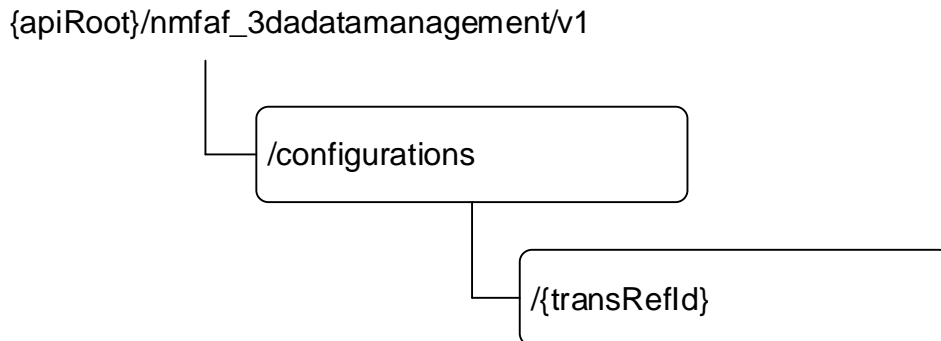 {apiRoot}/nmfaf_3dadatamanagement/v1
/configurations
/{transRefId}